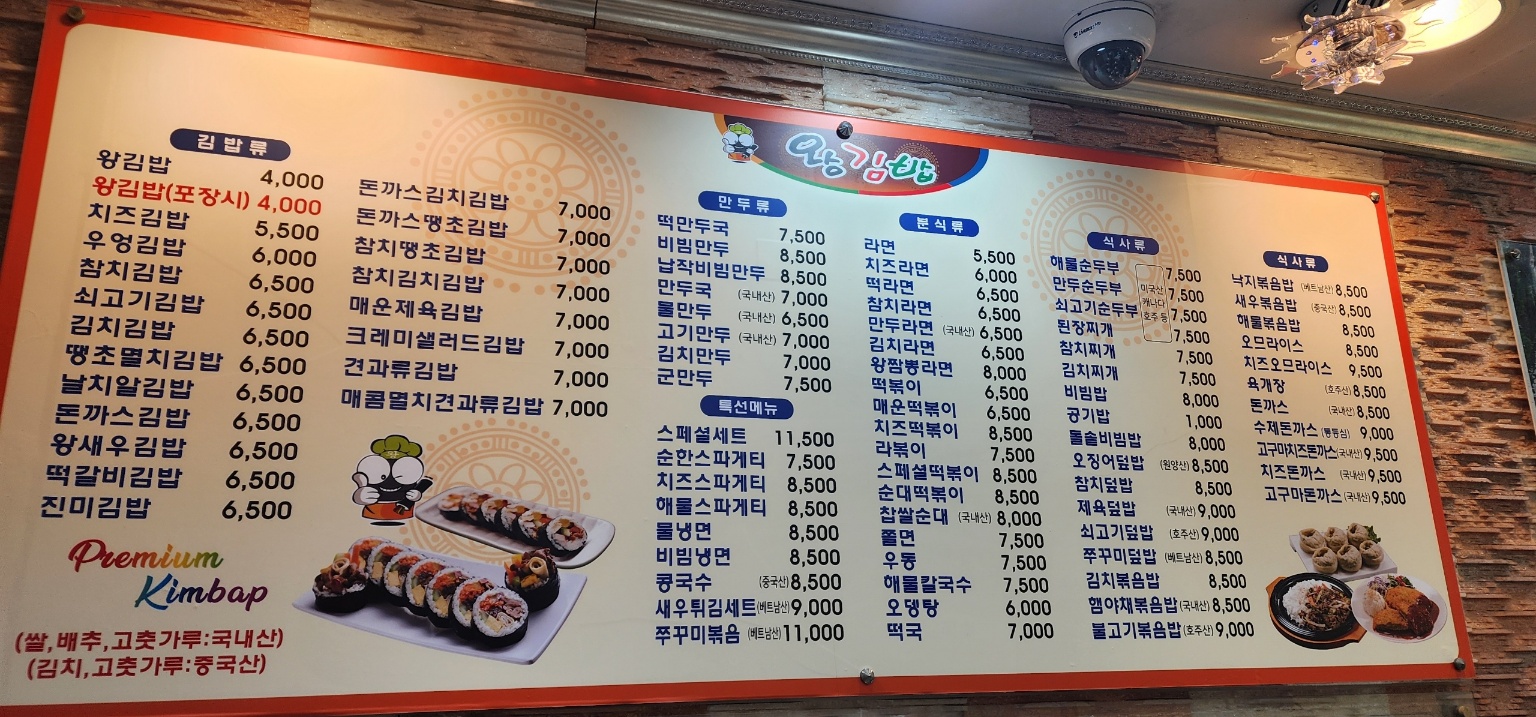 왕김밥
김밥류
왕김밥 4,000
왕김밥(포장시) 4,000
치즈김밥 5,500
우엉김밥 6,000
참치김밥 6,500
쇠고기김밥 6,500
김치김밥 6,500
땡초멸치김밥 6,500
날치알김밥 6,500
돈까스김밥 6,500
왕새우김밥 6,500
떡갈비김밥 6,500
진미김밥 6,500
Premium
Kimbap
(쌀,배추,고춧가루:국내산)
(김치,고춧가루:중국산)
돈까스김치김밥 7,000
돈까스땡초김밥 7,000
참치땡초김밥 7,000
참치김치김밥 7,000
매운제육김밥 7,000
크레미샐러드김밥 7,000
견과류김밥 7,000
매콤멸치견과류김밥 7,000
만두류
떡만두국 7,500
비빔만두 8,500
납작비빔만두 8,500
만두국 (국내산) 7,000
물만두 (국내산) 6,500
고기만두 (국내산) 7,000
김치만두 7,000
군만두 7,500
특선메뉴
스페셜세트 11,500
순한스파게티 7,500
치즈스파게티 8,500
해물스파게티 8,500
물냉면 8,500
비빔냉면 8,500
콩국수 (중국산) 8,500
새우튀김세트 (베트남산) 9,000
쭈꾸미볶음 (베트남산) 11,000
분식류
라면 5,500
치즈라면 6,000
떡라면 6,500
참치라면 6,500
만두라면 (국내산) 6,500
김치라면 6,500
왕짬뽕라면 8,000
떡볶이 6,500
매운떡볶이 6,500
치즈떡볶이 8,500
라볶이 7,500
스페셜떡볶이 8,500
순대떡볶이 8,500
찹쌀순대 (국내산) 8,000
쫄면 7,500
우동 7,500
해물칼국수 7,500
오뎅탕 6,000
떡국 7,000
식사류
해물순두부 7,500
만두순두부 7,500
쇠고기순두부 7,500
미국산
캐나다
호주 등
된장찌개 7,500
참치찌개 7,500
김치찌개 7,500
비빔밥 8,000
공기밥 1,000
돌솥비빔밥 8,000
오징어덮밥 (원양산) 8,500
참치덮밥 8,500
제육덮밥 (국내산) 9,000
쇠고기덮밥 (호주산) 9,000
쭈꾸미덮밥 (베트남산) 8,500
김치볶음밥 8,500
햄야채볶음밥 (국내산) 8,500
불고기볶음밥 (호주산) 9,000
식사류
낙지볶음밥 (베트남산) 8,500
새우볶음밥 (중국산) 8,500
해물볶음밥 8,500
오므라이스 8,500
치즈오므라이스 9,500
육개장 (호주산) 8,500
돈까스 (국내산) 8,500
수제돈까스 (통등심) 9,000
고구마치즈돈까스 (국내산) 9,500
치즈돈까스 (국내산) 9,500
고구마돈까스 (국내산) 9,500